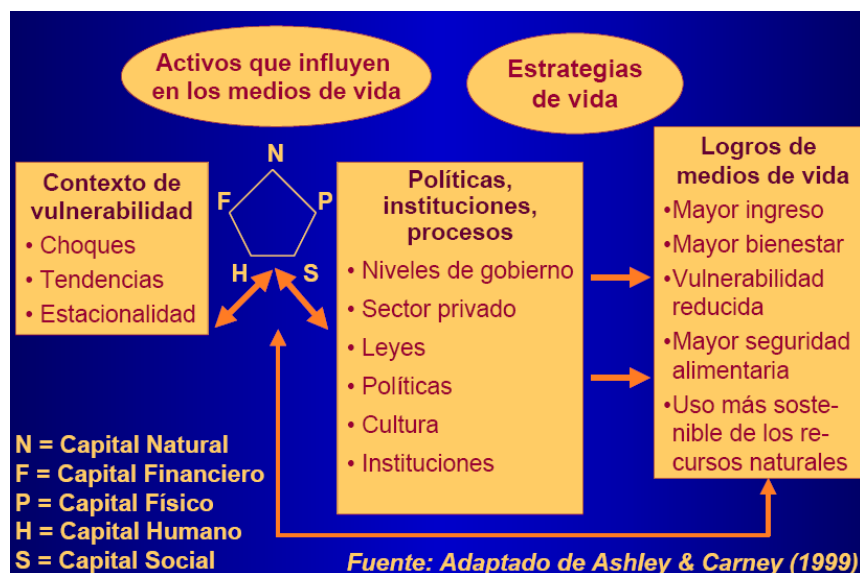 Activos que influyen
en los medios de vida
Estrategias
de vida
Contexto de
vulnerabilidad
• Choques
• Tendencias
• Estacionalidad
N
F
P
H
S
Políticas,
instituciones,
procesos
• Niveles de gobierno
• Sector privado
• Leyes
• Políticas
• Cultura
• Instituciones
Logros de
medios de vida
•Mayor ingreso
•Mayor bienestar
•Vulnerabilidad
reducida
•Mayor seguridad
alimentaria
•Uso más soste-
nible de los re-
cursos naturales
N = Capital Natural
F = Capital Financiero
P = Capital Físico
H = Capital Humano
S = Capital Social
Fuente: Adaptado de Ashley & Carney (1999)